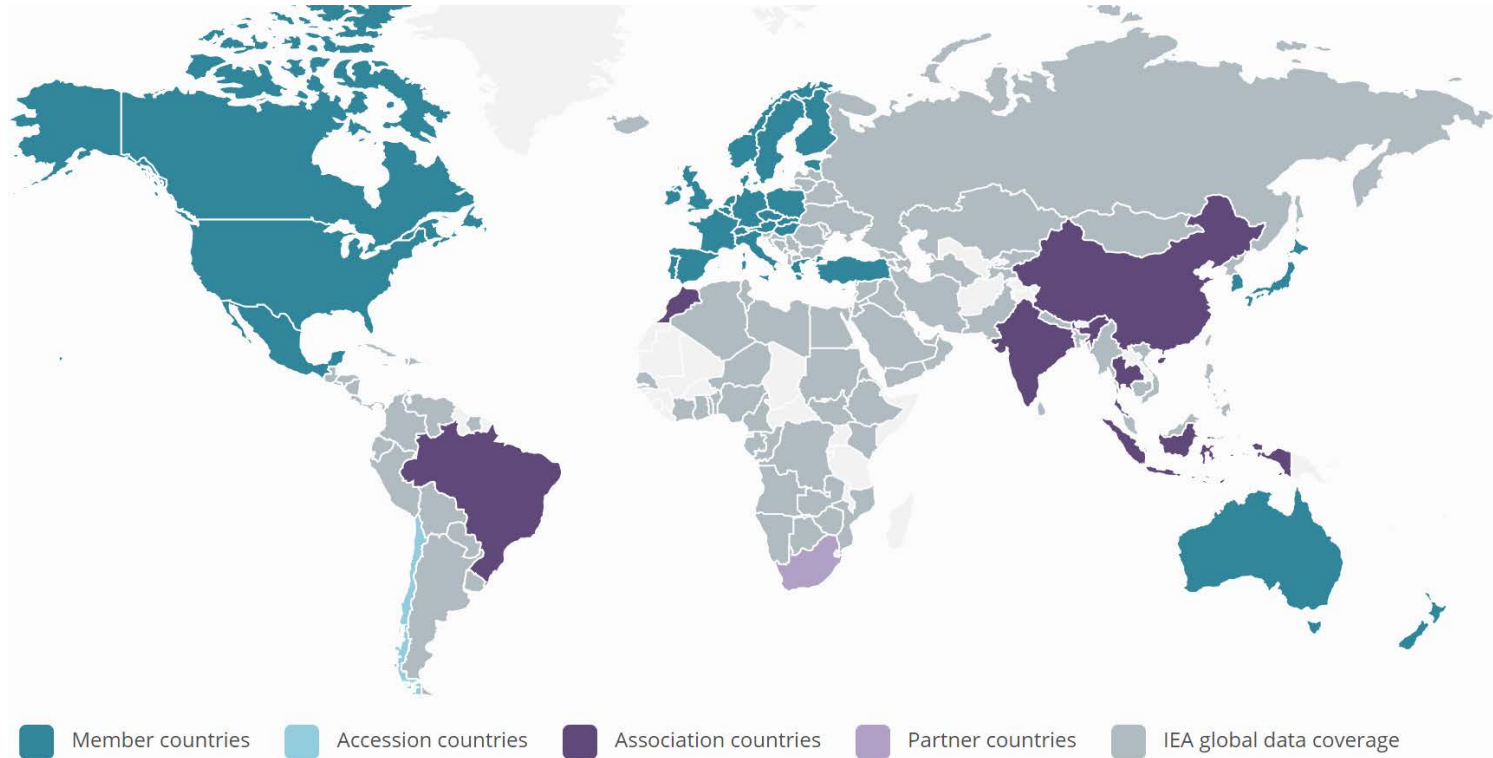 Member countries
Accession countries
Association countries
Partner countries
IEA global data coverage